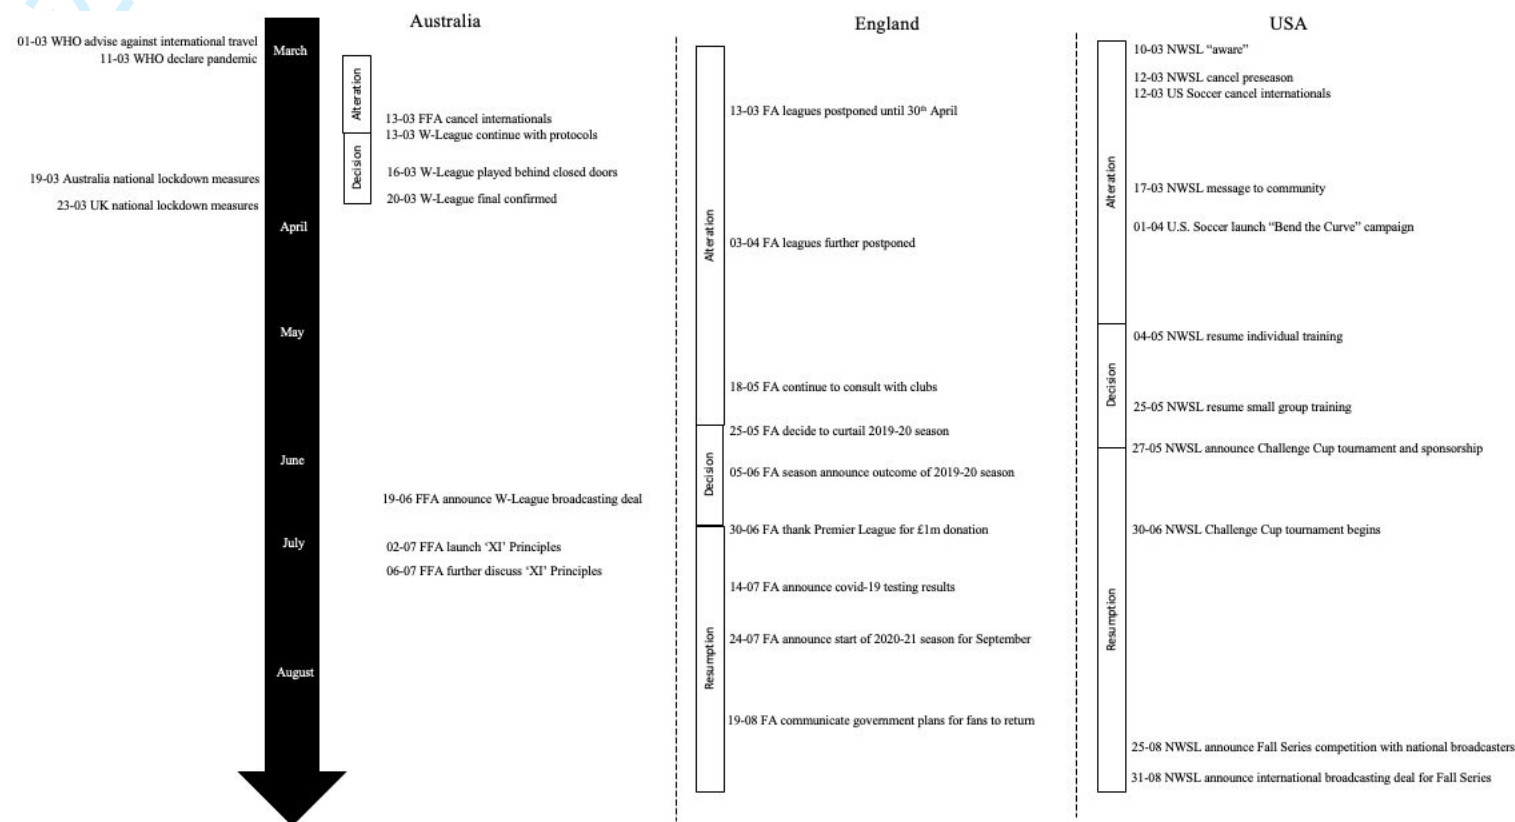 Australia
England
USA
01-03 WHO advise against international travel
11-03 WHO declare pandemic
19-03 Australia national lockdown measures
23-03 UK national lockdown measures
March
April
May
June
July
August
Alteration
Decision
13-03 FFA cancel internationals
13-03 W-League continue with protocols
16-03 W-League played behind closed doors
20-03 W-League final confirmed
19-06 FFA announce W-League broadcasting deal
02-07 FFA launch ‘XI’ Principles
06-07 FFA further discuss ‘XI’ Principles
Alteration
Decision
Resumption
13-03 FA leagues postponed until 30th April
03-04 FA leagues further postponed
18-05 FA continue to consult with clubs
25-05 FA decide to curtail 2019-20 season
05-06 FA season announce outcome of 2019-20 season
30-06 FA thank Premier League for £1m donation
14-07 FA announce covid-19 testing results
24-07 FA announce start of 2020-21 season for September
19-08 FA communicate government plans for fans to return
Alteration
Decision
Resumption
10-03 NWSL “aware”
12-03 NWSL cancel preseason
12-03 US Soccer cancel internationals
17-03 NWSL message to community
01-04 U.S. Soccer launch “Bend the Curve” campaign
04-05 NWSL resume individual training
25-05 NWSL resume small group training
27-05 NWSL announce Challenge Cup tournament and sponsorship
30-06 NWSL Challenge Cup tournament begins
25-08 NWSL announce Fall Series competition with national broadcasters
31-08 NWSL announce international broadcasting deal for Fall Series